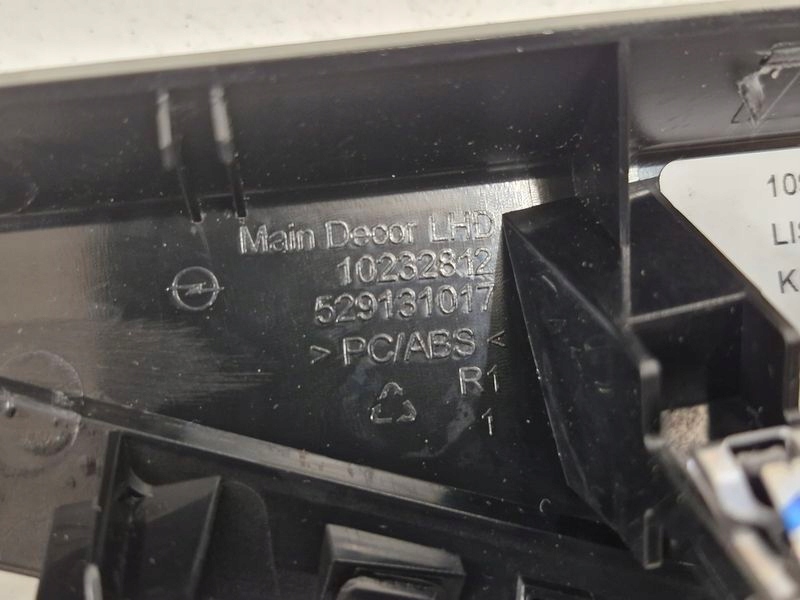 Main Decor LHD
10232812
529131017
> PC/ABS <
R1
1